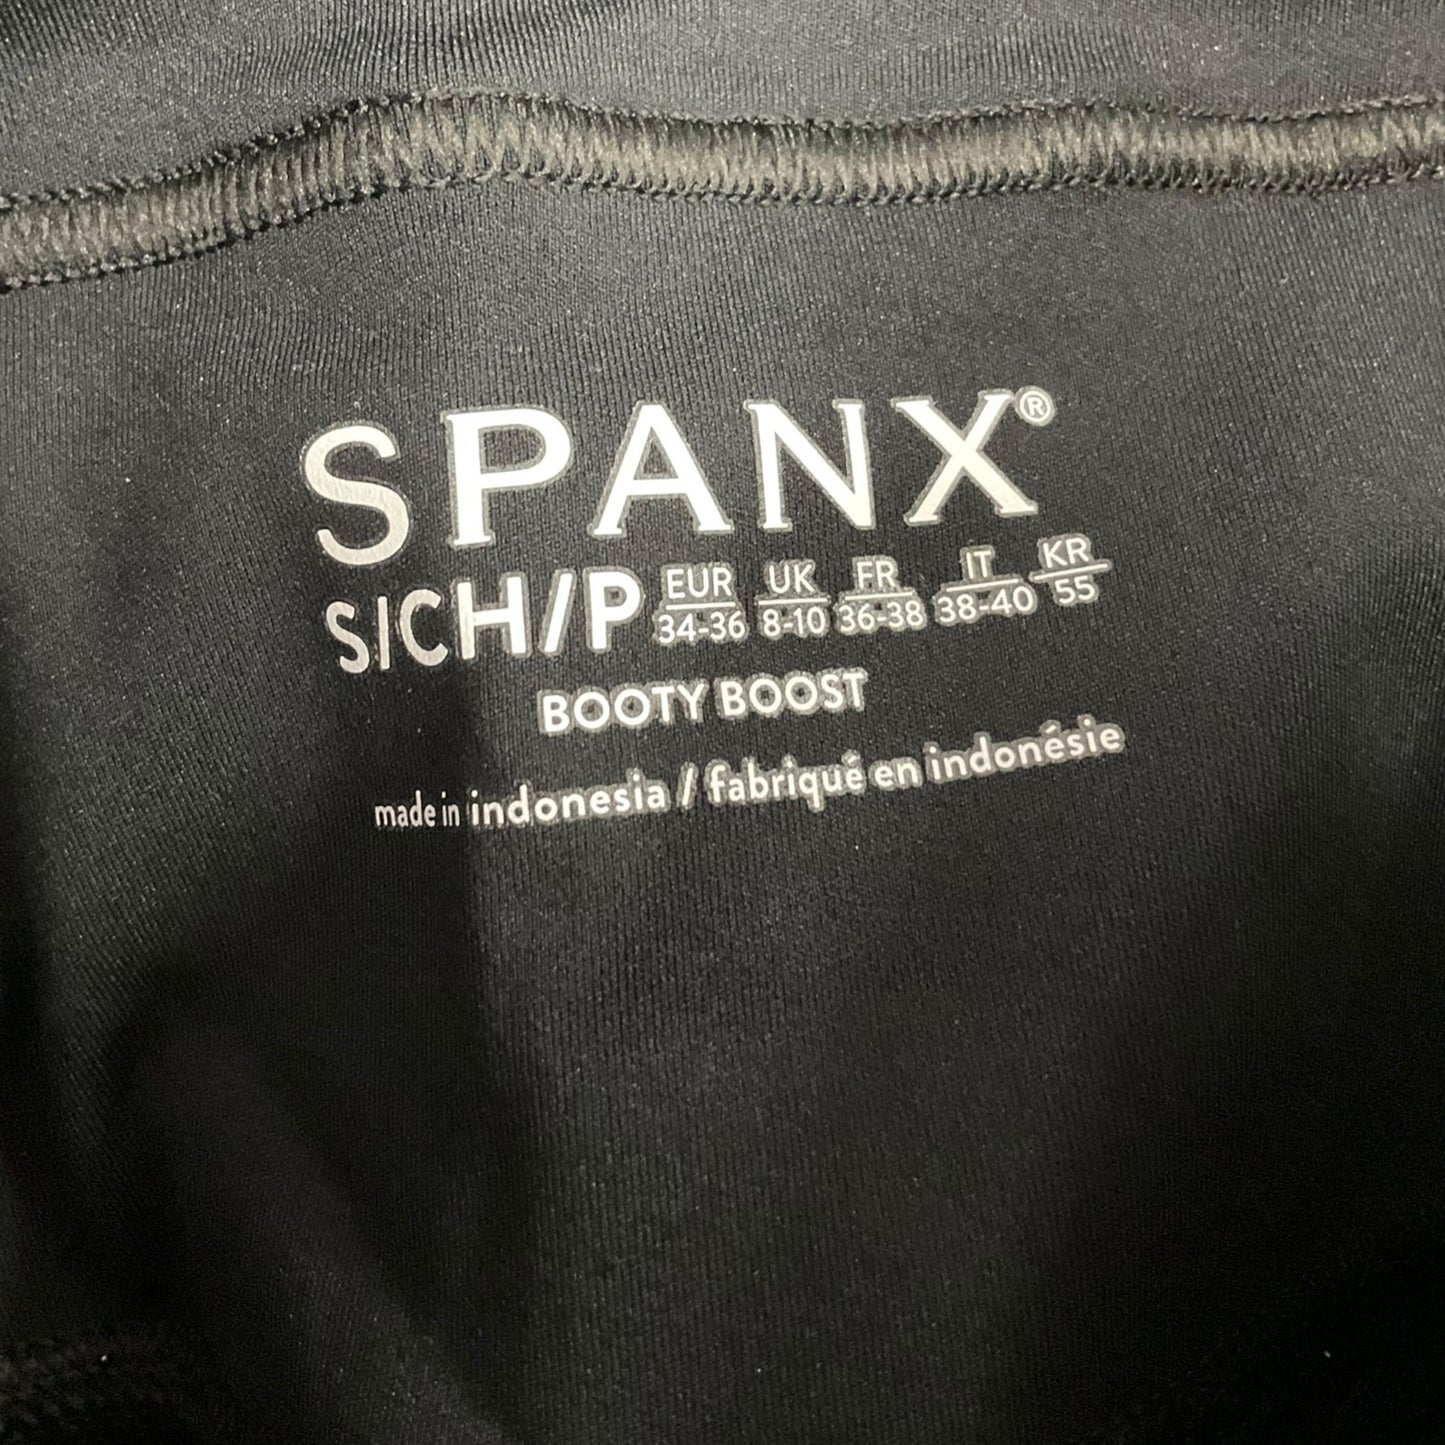 SPANX®
S/CH/P EUR 34-36 UK 8-10 FR 36-38 IT 38-40 KR 55
BOOTY BOOST
made in indonesia / fabriqué en indonésie